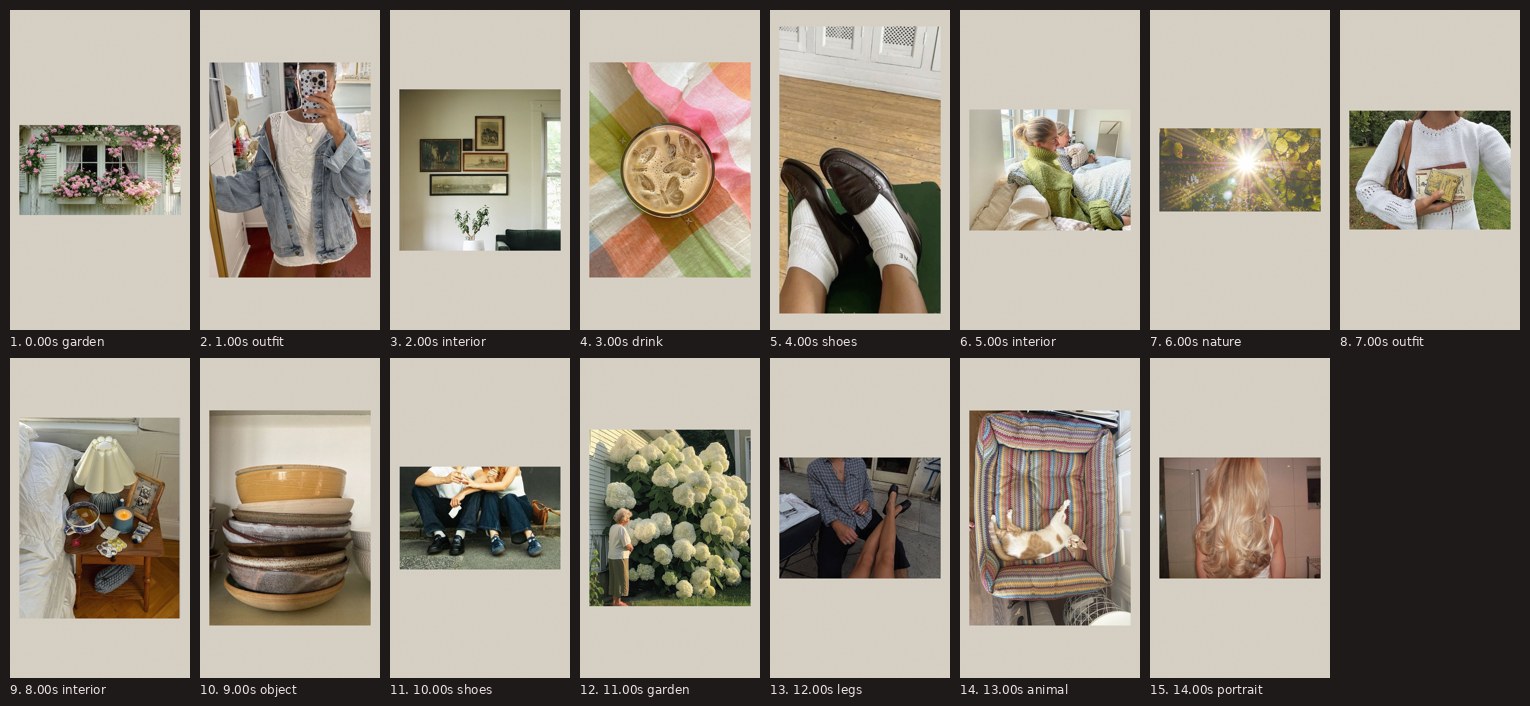 1. 0.00s garden
2. 1.00s outfit
3. 2.00s interior
4. 3.00s drink
5. 4.00s shoes
6. 5.00s interior
7. 6.00s nature
8. 7.00s outfit
9. 8.00s interior
10. 9.00s object
11. 10.00s shoes
12. 11.00s garden
13. 12.00s legs
14. 13.00s animal
15. 14.00s portrait